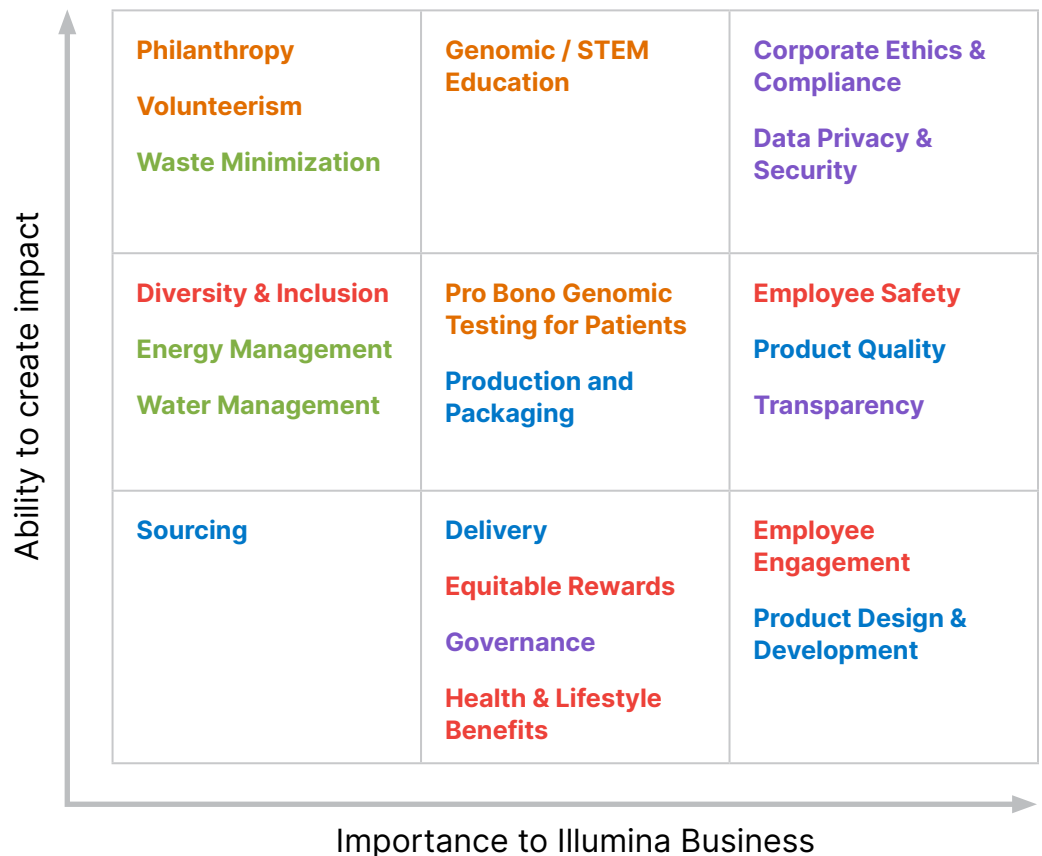 Ability to create impact
Philanthropy
Volunteerism
Waste Minimization
Genomic / STEM
Education
Corporate Ethics &
Compliance
Data Privacy &
Security
Diversity & Inclusion
Energy Management
Water Management
Pro Bono Genomic
Testing for Patients
Production and
Packaging
Employee Safety
Product Quality
Transparency
Sourcing
Delivery
Equitable Rewards
Governance
Health & Lifestyle
Benefits
Employee
Engagement
Product Design &
Development
Importance to Illumina Business